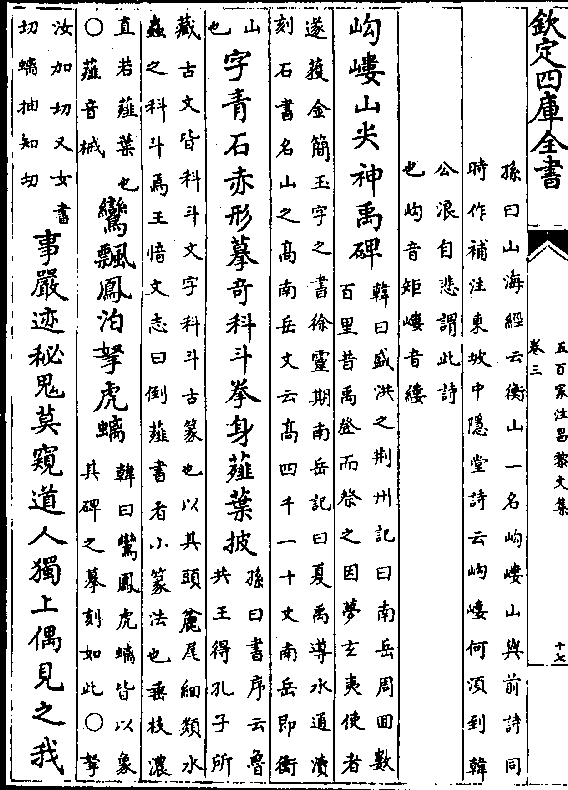 欽定四庫全書
五百家注昌黎文集
卷三
十七
孫曰山海經云衡山一名岣嶁山與前詩同
時作補注東坡中隱堂詩云岣嶁何須到韓
公浪自悲謂此詩
也岣音矩嶁音縷
岣嶁山尖神禹碑
韓曰盛洪之荆州記曰南岳周回數
百里昔禹登而祭之因夢玄夷使者
遂獲金簡玉字之書徐靈期南岳記曰夏禹導水通瀆
刻石書名山之髙南岳文云髙四千一十丈南岳即衡
山
也
字青石赤形摹奇科斗拳身薤葉披
孫曰書序云魯
共王得孔子所
藏古文皆科斗文字科斗古篆也以其頭麄尾細類水
蟲之科斗焉王愔文志曰倒薤書者小篆法也垂枝濃
直若薤葉也
○薤音械
鸞飄鳳泊拏虎螭
韓曰鸞鳳虎螭皆以象
其碑之摹刻如此○拏
汝加切又女書
切螭抽知切
事嚴迹秘鬼莫窺道人獨上偶見之我